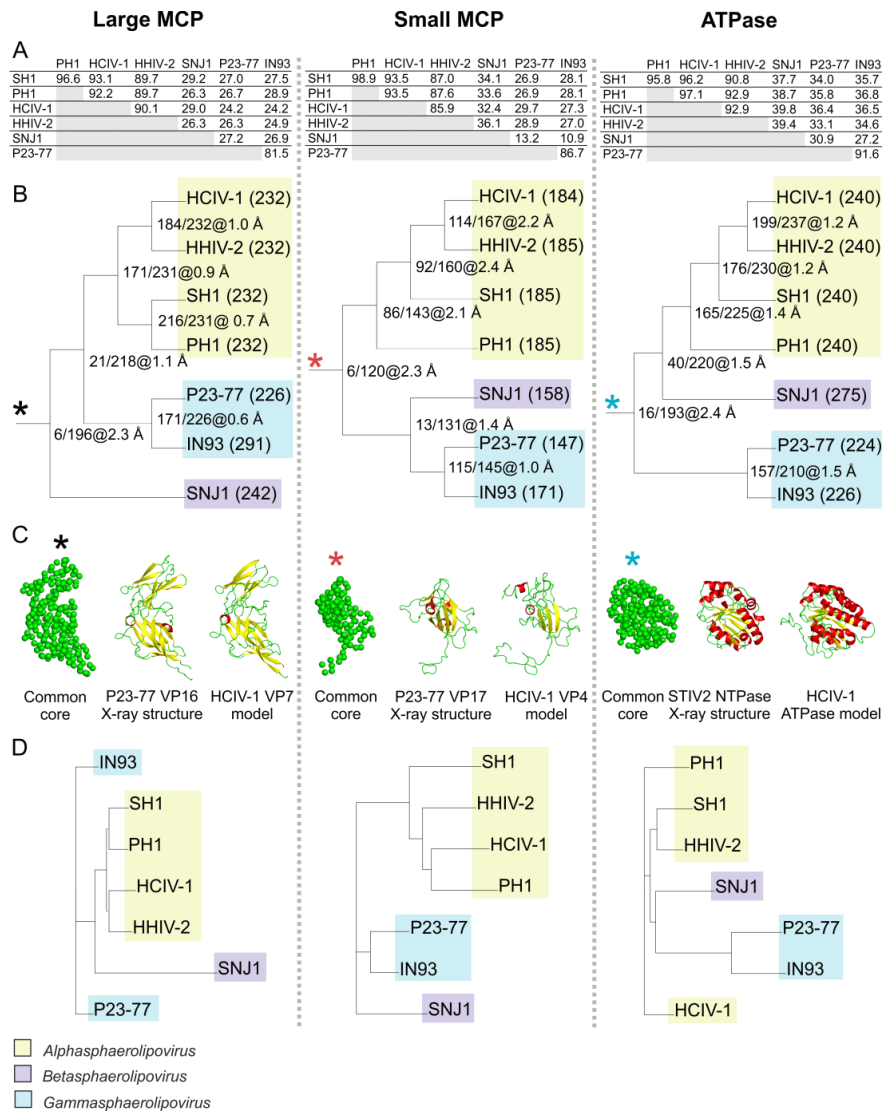 Large MCP
Small MCP
ATPase
A
PH1 HCIV-1 HHIV-2 SNJ1 P23-77 IN93
SH1 96.6 93.1 89.7 29.2 27.0 27.5
PH1 92.2 89.7 26.3 26.7 28.9
HCIV-1 90.1 29.0 24.2 24.2
HHIV-2 26.3 26.3 24.9
SNJ1 27.2 26.9
P23-77 81.5
PH1 HCIV-1 HHIV-2 SNJ1 P23-77 IN93
SH1 98.9 93.5 87.0 34.1 26.9 28.1
PH1 93.5 87.6 33.6 26.9 28.1
HCIV-1 85.9 32.4 29.7 27.3
HHIV-2 36.1 28.9 27.0
SNJ1 13.2 10.9
P23-77 86.7
PH1 HCIV-1 HHIV-2 SNJ1 P23-77 IN93
SH1 95.8 96.2 90.8 37.7 34.0 35.7
PH1 97.1 92.9 38.7 35.8 36.8
HCIV-1 92.9 39.8 36.4 36.5
HHIV-2 39.4 33.1 34.6
SNJ1 30.9 27.2
P23-77 91.6
B
HCIV-1 (232)
184/232@1.0 Å
HHIV-2 (232)
171/231@0.9 Å
SH1 (232)
216/231@ 0.7 Å
PH1 (232)
21/218@1.1 Å
P23-77 (226)
* 171/226@0.6 Å
6/196@2.3 Å
IN93 (291)
SNJ1 (242)
HCIV-1 (184)
114/167@2.2 Å
HHIV-2 (185)
92/160@2.4 Å
SH1 (185)
86/143@2.1 Å
PH1 (185)
*
6/120@2.3 Å
SNJ1 (158)
13/131@1.4 Å
P23-77 (147)
115/145@1.0 Å
IN93 (171)
HCIV-1 (240)
199/237@1.2 Å
HHIV-2 (240)
176/230@1.2 Å
SH1 (240)
165/225@1.4 Å
PH1 (240)
40/220@1.5 Å
SNJ1 (275)
*
16/193@2.4 Å
P23-77 (224)
157/210@1.5 Å
IN93 (226)
C
*
Common
core
P23-77 VP16
X-ray structure
HCIV-1 VP7
model
*
Common
core
P23-77 VP17
X-ray structure
HCIV-1 VP4
model
*
Common
core
STIV2 NTPase
X-ray structure
HCIV-1
ATPase model
D
IN93
SH1
PH1
HCIV-1
HHIV-2
SNJ1
P23-77
SH1
HHIV-2
HCIV-1
PH1
P23-77
IN93
SNJ1
PH1
SH1
HHIV-2
SNJ1
P23-77
IN93
HCIV-1
Alphasphaerolipovirus
Betasphaerolipovirus
Gammasphaerolipovirus